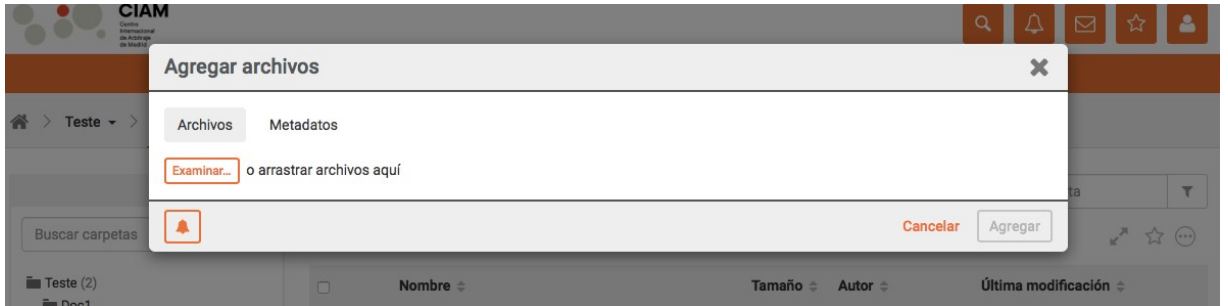 CIAM
Centro
Internacional
de Arbitraje
de Madrid
Agregar archivos
Teste
Archivos Metadatos
Examinar... o arrastrar archivos aquí
ta
Buscar carpetas
Cancelar Agregar
Teste (2)
Doc1
Nombre Tamaño Autor Última modificación